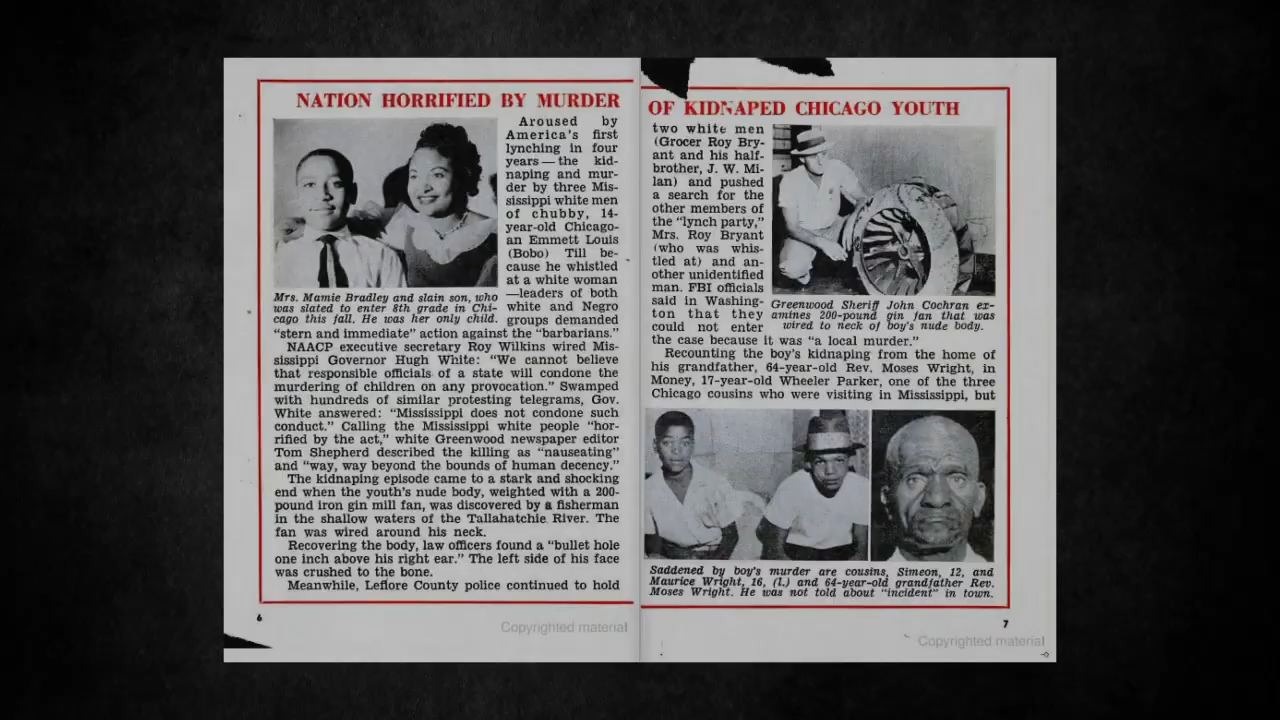 NATION HORRIFIED BY MURDER
Aroused by
America's first
lynching in four
years — the kid-
naping and mur-
der by three Mis-
sissippi white men
of chubby, 14-
year-old Chicago-
an Emmett Louis
(Bobo) Till be-
cause he whistled
at a white woman
—leaders of both
white and Negro
groups demanded
Mrs. Mamie Bradley and slain son, who
was slated to enter 8th grade in Chi-
cago this fall. He was her only child.
"stern and immediate" action against the "barbarians."
NAACP executive secretary Roy Wilkins wired Mis-
sissippi Governor Hugh White: "We cannot believe
that responsible officials of a state will condone the
murdering of children on any provocation." Swamped
with hundreds of similar protesting telegrams, Gov.
White answered: "Mississippi does not condone such
conduct." Calling the Mississippi white people "hor-
rified by the act," white Greenwood newspaper editor
Tom Shepherd described the killing as "nauseating"
and "way, way beyond the bounds of human decency."
The kidnaping episode came to a stark and shocking
end when the youth's nude body, weighted with a 200-
pound iron gin mill fan, was discovered by a fisherman
in the shallow waters of the Tallahatchie River. The
fan was wired around his neck.
Recovering the body, law officers found a "bullet hole
one inch above his right ear." The left side of his face
was crushed to the bone.
Meanwhile, Leflore County police continued to hold
6
Copyrighted material
OF KIDNAPED CHICAGO YOUTH
two white men
(Grocer Roy Bry-
ant and his half-
brother, J. W. Mi-
lan) and pushed
a search for the
other members of
the "lynch party,"
Mrs. Roy Bryant
(who was whis-
tled at) and an-
other unidentified
man. FBI officials
said in Washing-
ton that they
could not enter
Greenwood Sheriff John Cochran ex-
amines 200-pound gin fan that was
wired to neck of boy's nude body.
the case because it was "a local murder."
Recounting the boy's kidnaping from the home of
his grandfather, 64-year-old Rev. Moses Wright, in
Money, 17-year-old Wheeler Parker, one of the three
Chicago cousins who were visiting in Mississippi, but
Saddened by boy's murder are cousins, Simeon, 12, and
Maurice Wright, 16, (l.) and 64-year-old grandfather Rev.
Moses Wright. He was not told about "incident" in town.
7
Copyrighted material